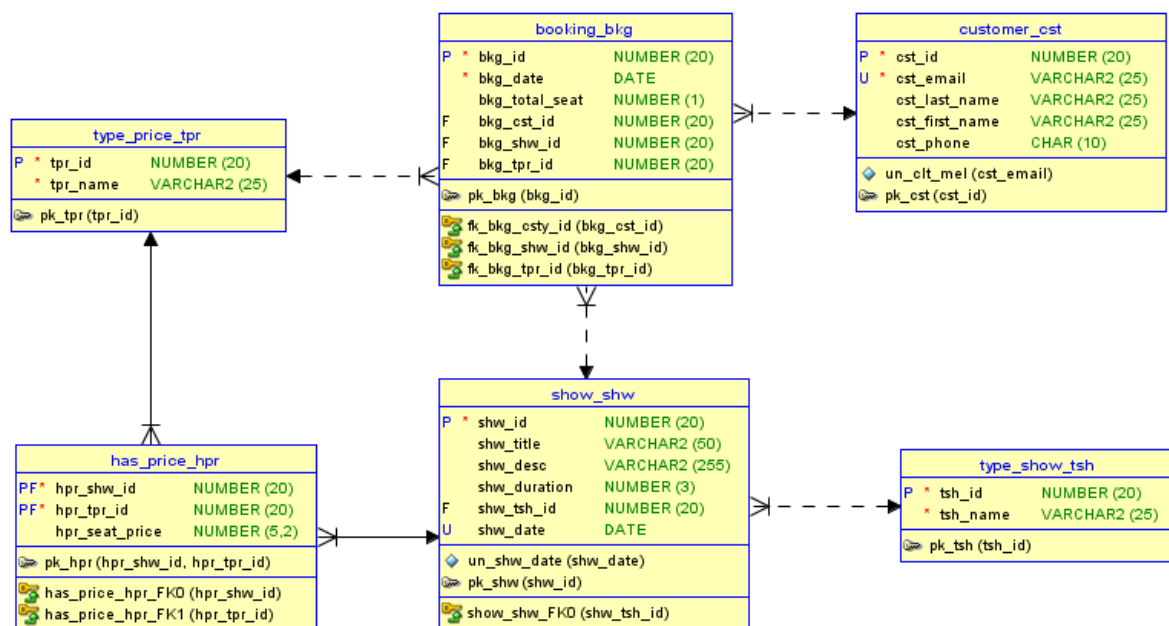 booking_bkg
P * bkg_id NUMBER (20)
* bkg_date DATE
bkg_total_seat NUMBER (1)
F bkg_cst_id NUMBER (20)
F bkg_shw_id NUMBER (20)
F bkg_tpr_id NUMBER (20)
pk_bkg (bkg_id)
fk_bkg_csty_id (bkg_cst_id)
fk_bkg_shw_id (bkg_shw_id)
fk_bkg_tpr_id (bkg_tpr_id)
customer_cst
P * cst_id NUMBER (20)
U * cst_email VARCHAR2 (25)
cst_last_name VARCHAR2 (25)
cst_first_name VARCHAR2 (25)
cst_phone CHAR (10)
un_clt_mel (cst_email)
pk_cst (cst_id)
type_price_tpr
P * tpr_id NUMBER (20)
* tpr_name VARCHAR2 (25)
pk_tpr (tpr_id)
has_price_hpr
PF* hpr_shw_id NUMBER (20)
PF* hpr_tpr_id NUMBER (20)
hpr_seat_price NUMBER (5,2)
pk_hpr (hpr_shw_id, hpr_tpr_id)
has_price_hpr_FK0 (hpr_shw_id)
has_price_hpr_FK1 (hpr_tpr_id)
show_shw
P * shw_id NUMBER (20)
shw_title VARCHAR2 (50)
shw_desc VARCHAR2 (255)
shw_duration NUMBER (3)
F shw_tsh_id NUMBER (20)
U shw_date DATE
un_shw_date (shw_date)
pk_shw (shw_id)
show_shw_FK0 (shw_tsh_id)
type_show_tsh
P * tsh_id NUMBER (20)
* tsh_name VARCHAR2 (25)
pk_tsh (tsh_id)